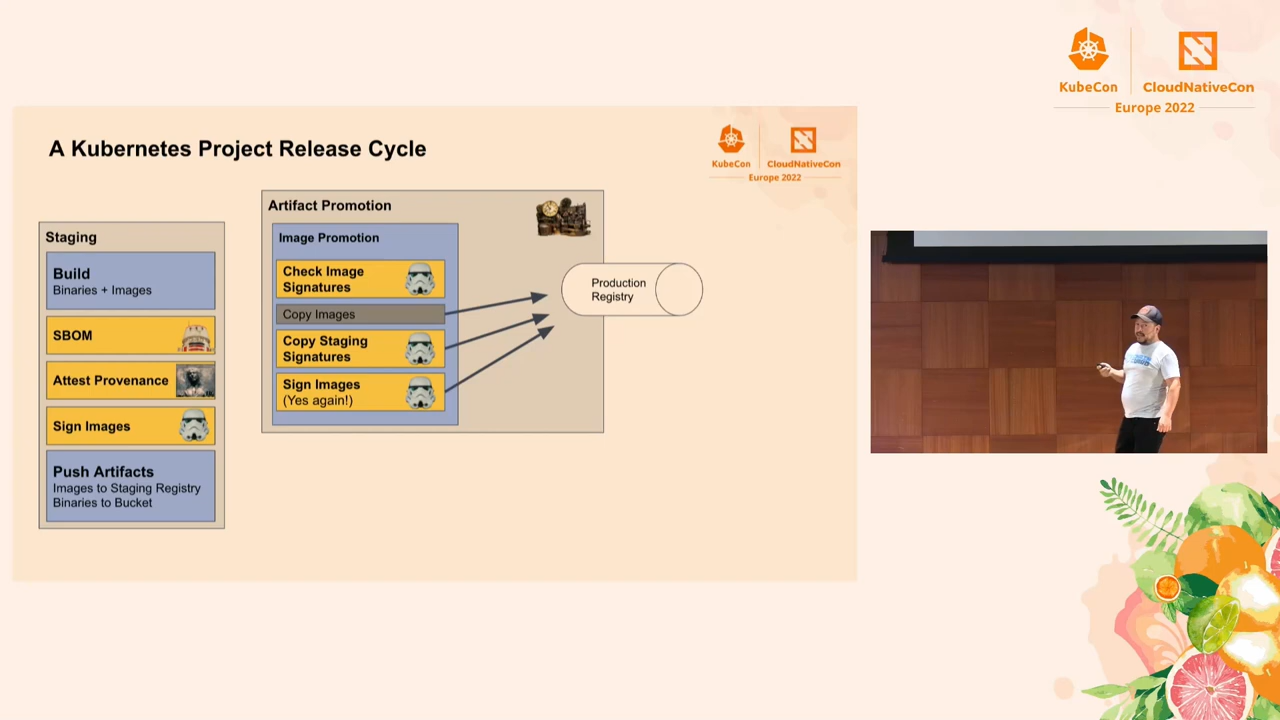 KubeCon
CloudNativeCon
Europe 2022
A Kubernetes Project Release Cycle
KubeCon
CloudNativeCon
Europe 2022
Staging
Build
Binaries + Images
SBOM
Attest Provenance
Sign Images
Push Artifacts
Images to Staging Registry
Binaries to Bucket
Artifact Promotion
Image Promotion
Check Image
Signatures
Copy Images
Copy Staging
Signatures
Sign Images
(Yes again!)
Production
Registry